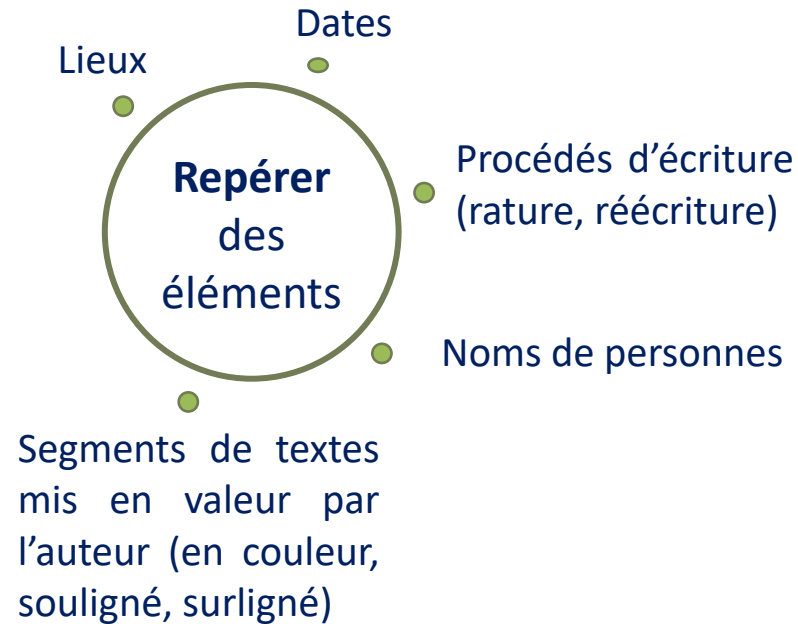 Dates
Lieux
Repérer
des
éléments
Procédés d'écriture
(rature, réécriture)
Noms de personnes
Segments de textes
mis en valeur par
l'auteur (en couleur,
souligné, surligné)